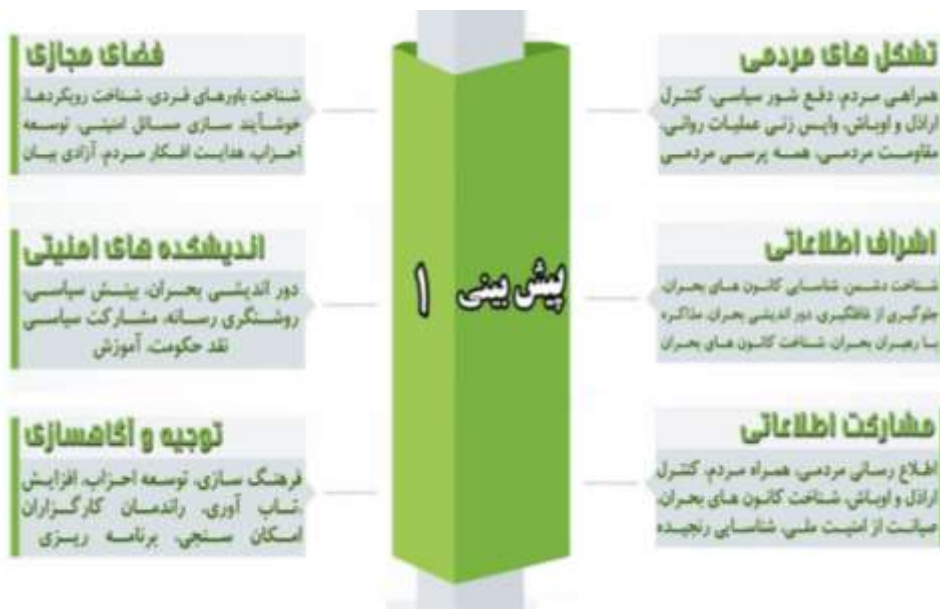 تشکل های مردمی
همراهی مردم، دفع شور سیاسی، کنترل
اراذل و اوباش، واپس زنی عملیات روانی،
مقاومت مردمی، همه پرسی مردمی
اشراف اطلاعاتی
شناخت دشمن، شناسایی کانون های بحران،
جلوگیری از غافلگیری، دور اندیشی بحران، مذاکره
با رهبران بحران، شناخت کانون های بحران
مشارکت اطلاعاتی
اطلاع رسانی مردمی، همراه مردم، کنترل
اراذل و اوباش، شناخت کانون های بحران،
صیانت از امنیت ملی، شناسایی رنجیده
پیش بینی ۱
فضای مجازی
شناخت باورهای فردی، شناخت رویکردها،
خوشآیند سازی مسائل امنیتی، توسعه
احزاب، هدایت افکار مردم، آزادی بیان
اندیشکده های امنیتی
دور اندیشی بحران، بینش سیاسی،
روشنگری رسانه، مشارکت سیاسی
نقد حکومت، آموزش
توجیه و آگاهسازی
فرهنگ سازی، توسعه احزاب، افزایش
تاب آوری، راندمان کارگزاران
امکان سنجی، برنامه ریزی